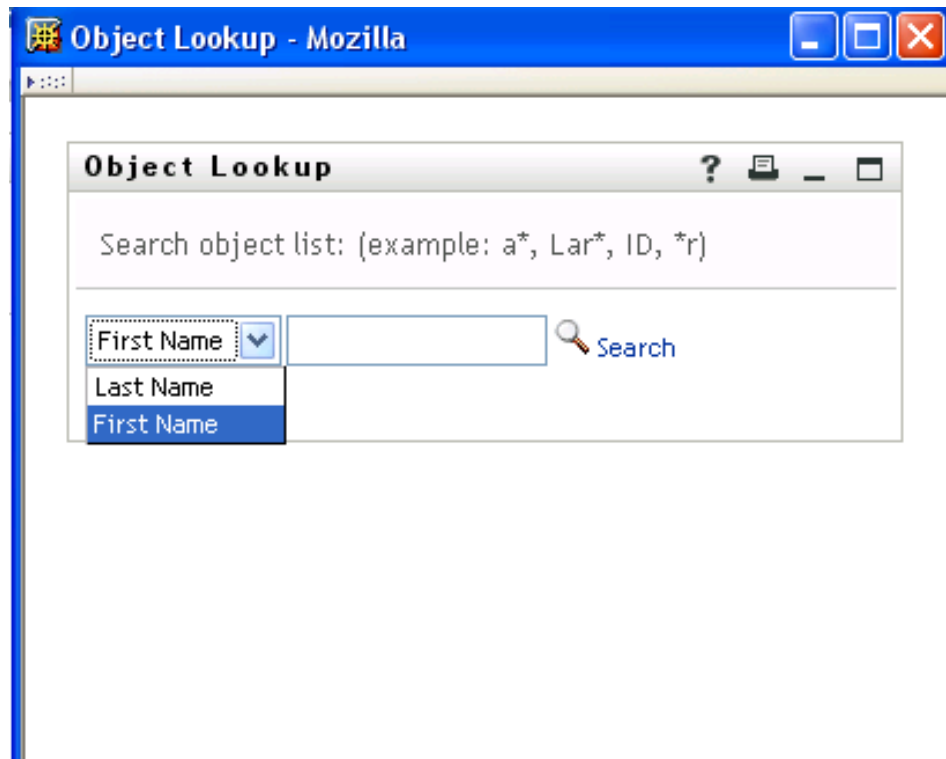 Object Lookup - Mozilla
Object Lookup ?
Search object list: (example: a*, Lar*, ID, *r)
First Name Search
Last Name
First Name